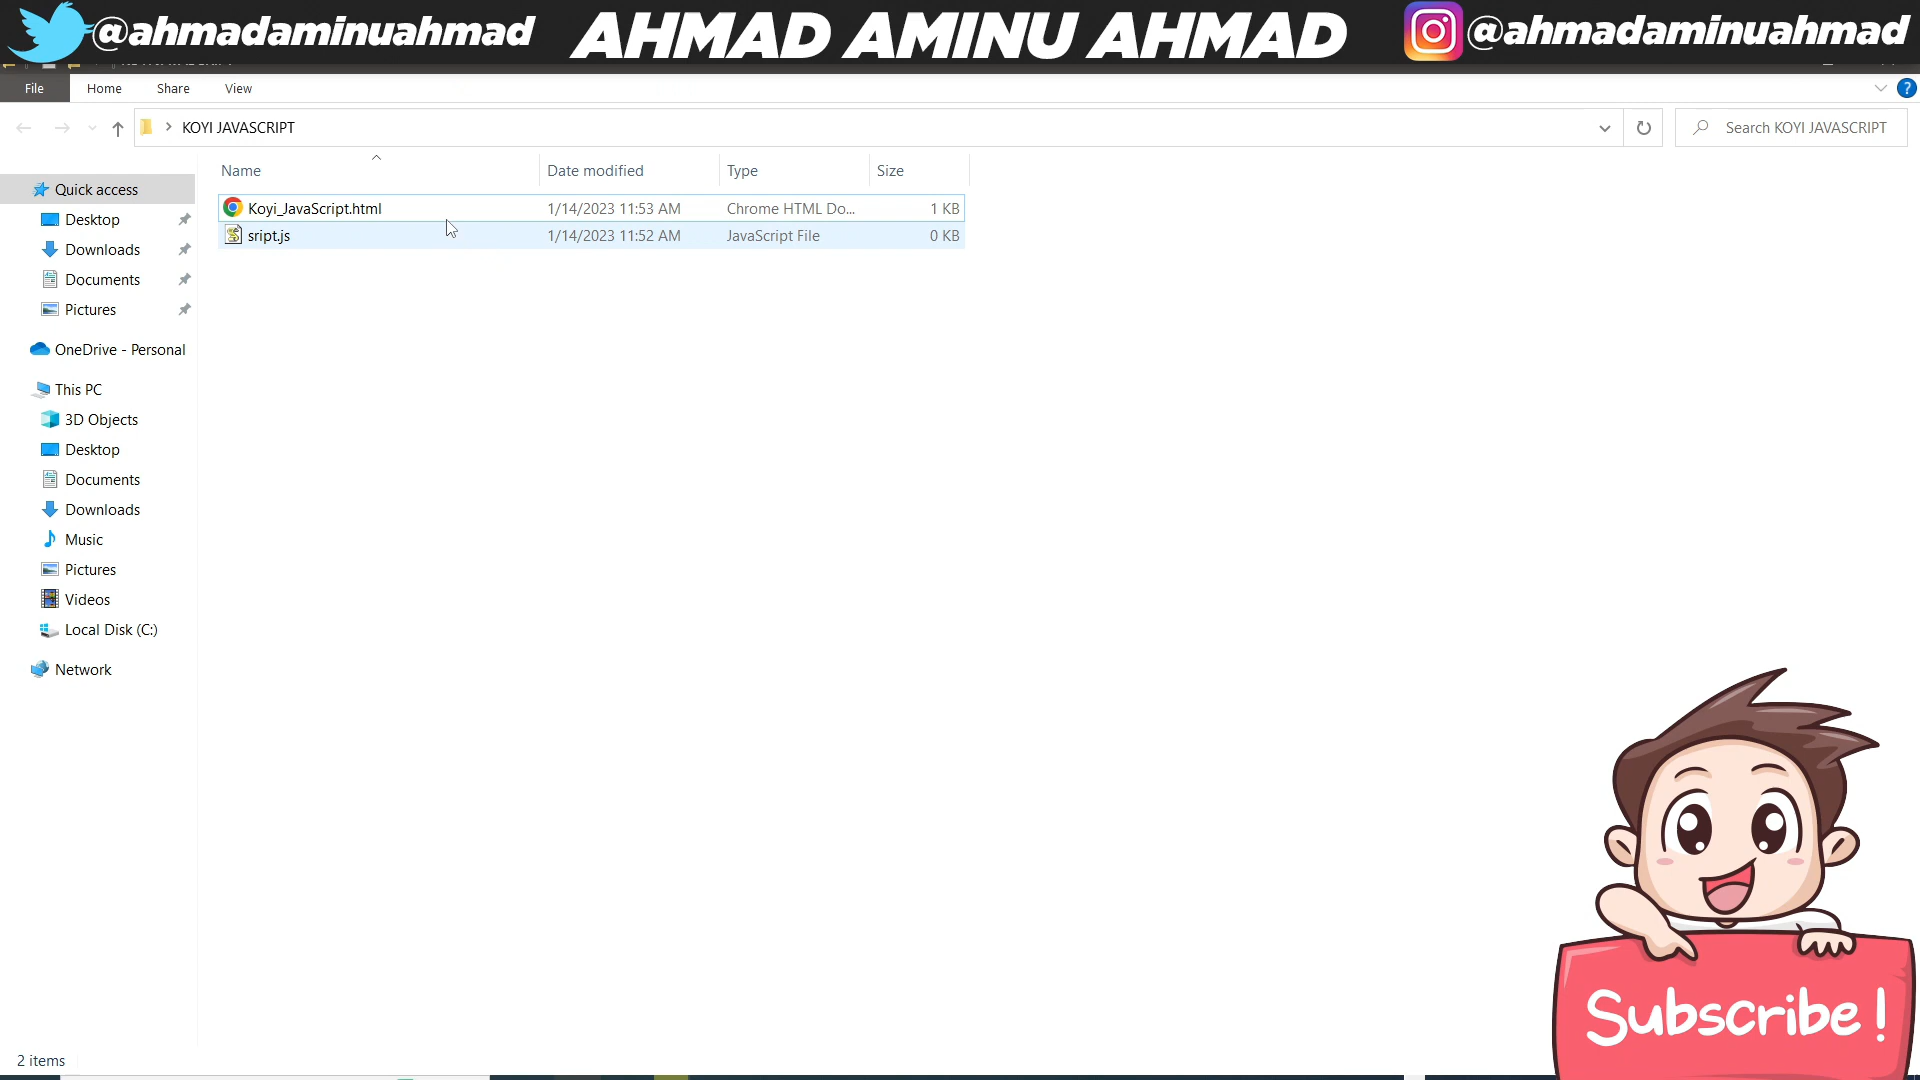 @ahmadaminuahmad AHMAD AMINU AHMAD @ahmadaminuahmad
File Home Share View ?
KOYI JAVASCRIPT Search KOYI JAVASCRIPT
Name Date modified Type Size
Koyi_JavaScript.html 1/14/2023 11:53 AM Chrome HTML Do... 1 KB
sript.js 1/14/2023 11:52 AM JavaScript File 0 KB
Quick access
Desktop
Downloads
Documents
Pictures
OneDrive - Personal
This PC
3D Objects
Desktop
Documents
Downloads
Music
Pictures
Videos
Local Disk (C:)
Network
Subscribe!
2 items